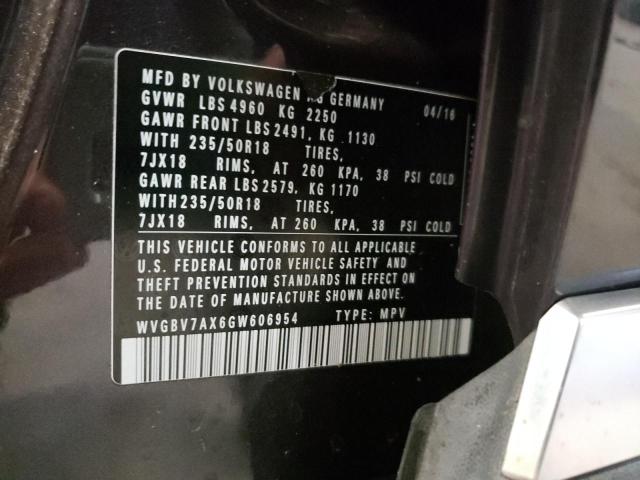 MFD BY VOLKSWAGEN AG GERMANY 04/16
GVWR LBS 4960 KG 2250
GAWR FRONT LBS 2491, KG 1130
WITH 235/50R18 TIRES,
7JX18 RIMS, AT 260 KPA, 38 PSI COLD
GAWR REAR LBS 2579, KG 1170
WITH 235/50R18 TIRES,
7JX18 RIMS, AT 260 KPA, 38 PSI COLD
THIS VEHICLE CONFORMS TO ALL APPLICABLE
U.S. FEDERAL MOTOR VEHICLE SAFETY AND
THEFT PREVENTION STANDARDS IN EFFECT ON
THE DATE OF MANUFACTURE SHOWN ABOVE.
WVGBV7AX6GW606954 TYPE: MPV